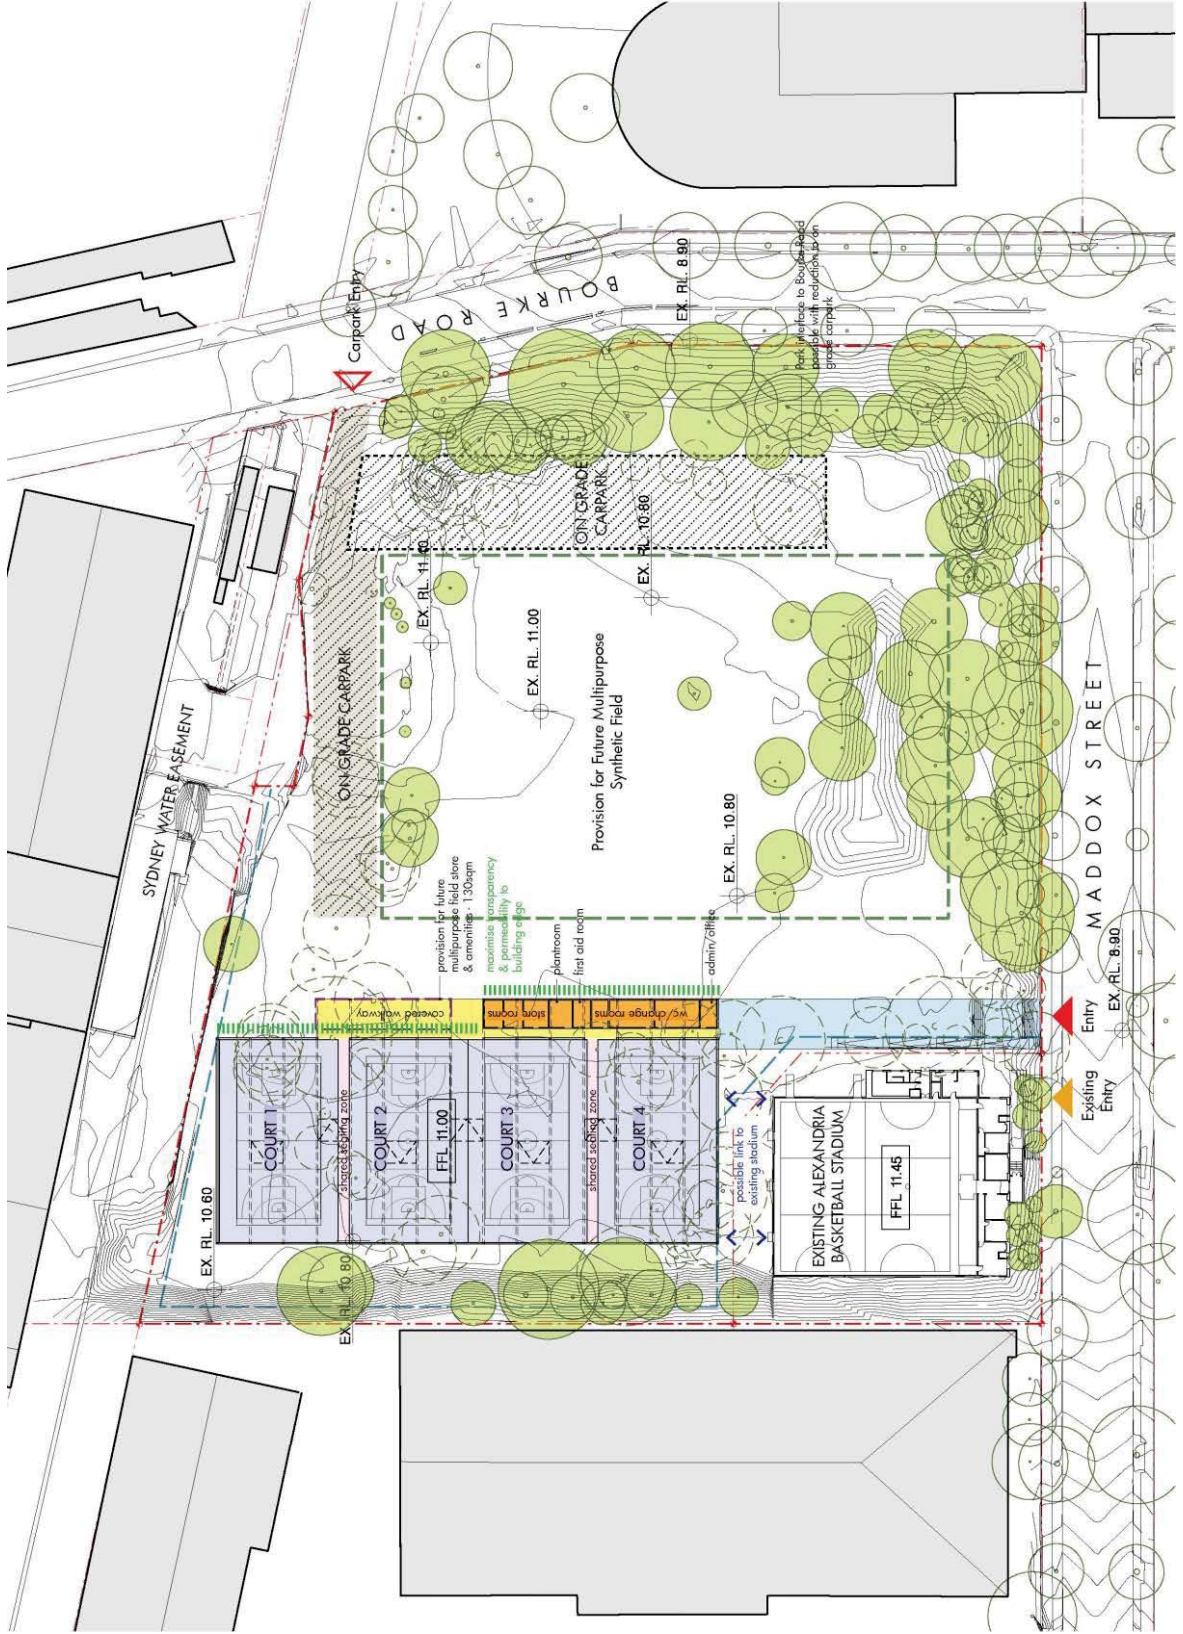 SYDNEY WATER EASEMENT
Carpark Entry
BOURKE ROAD
EX. RL. 8.90
Park interface to Bourke Road
possible with reduction to on
grade carpark
ON GRADE CARPARK
ON GRADE
CARPARK
EX. RL. 10.80
EX. RL. 11.00
Provision for Future Multipurpose
Synthetic Field
EX. RL. 10.80
provision for future
multipurpose field store
& amenities - 130sqm
maximise transparency
& permeability to
building edge
plantroom
first aid room
admin/office
covered walkway
store rooms
wc/change rooms
EX. RL. 10.60
COURT 1
shared seating zone
COURT 2
FFL 11.00
COURT 3
shared seating zone
COURT 4
EX. RL. 10 80
possible link to
existing stadium
EXISTING ALEXANDRIA
BASKETBALL STADIUM
FFL 11.45
Entry
Existing
Entry
EX. RL. 8.90
MADDOX STREET